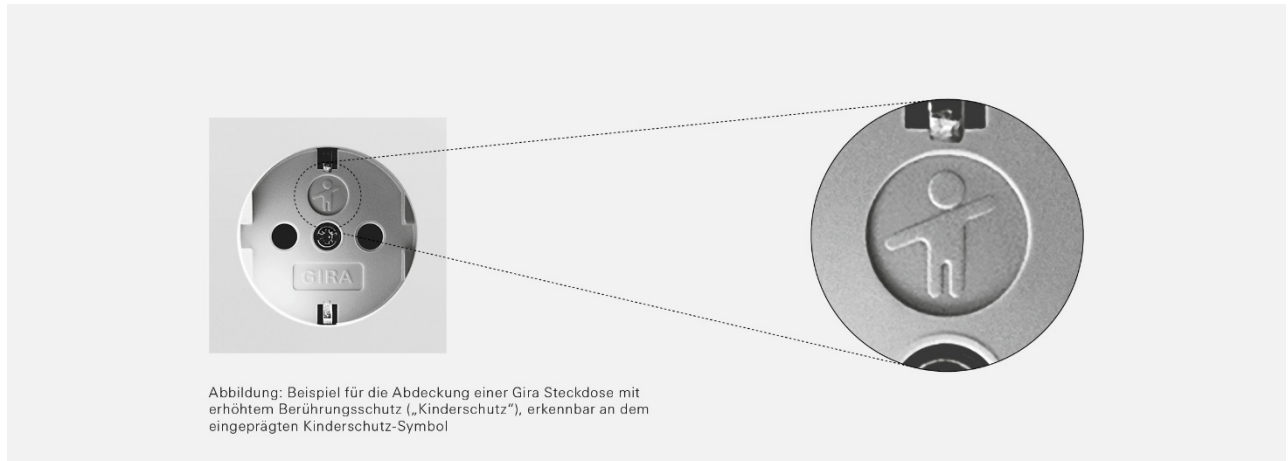 GIRA
Abbildung: Beispiel für die Abdeckung einer Gira Steckdose mit
erhöhtem Berührungsschutz („Kinderschutz“), erkennbar an dem
eingeprägten Kinderschutz-Symbol